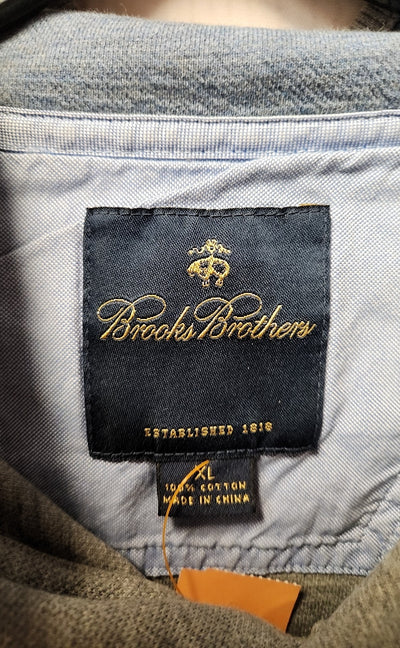 Brooks Brothers
ESTABLISHED 1818
XL
100% COTTON
MADE IN CHINA